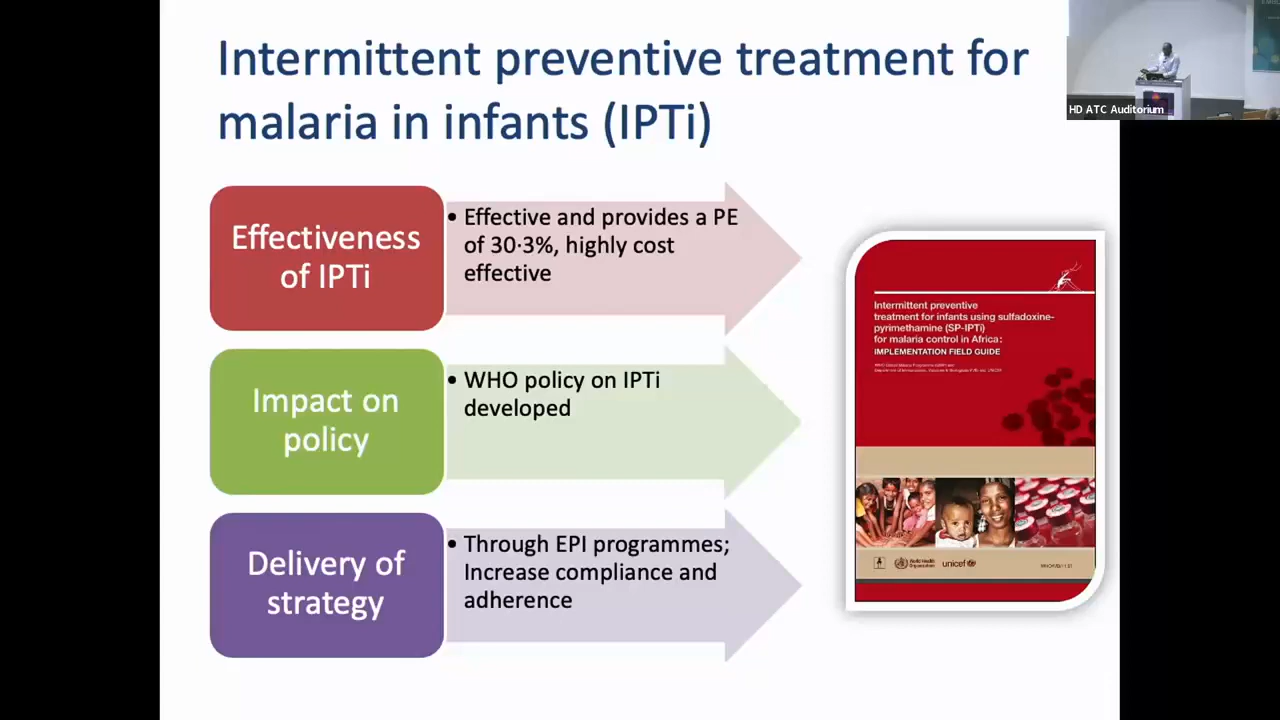 Intermittent preventive treatment for
malaria in infants (IPTi)
HD ATC Auditorium
Effectiveness
of IPTi
• Effective and provides a PE
of 30·3%, highly cost
effective
Impact on
policy
• WHO policy on IPTi
developed
Delivery of
strategy
• Through EPI programmes;
Increase compliance and
adherence
Intermittent preventive
treatment for infants using sulfadoxine-
pyrimethamine (SP-IPTi)
for malaria control in Africa:
IMPLEMENTATION FIELD GUIDE
World Health
Organization
unicef